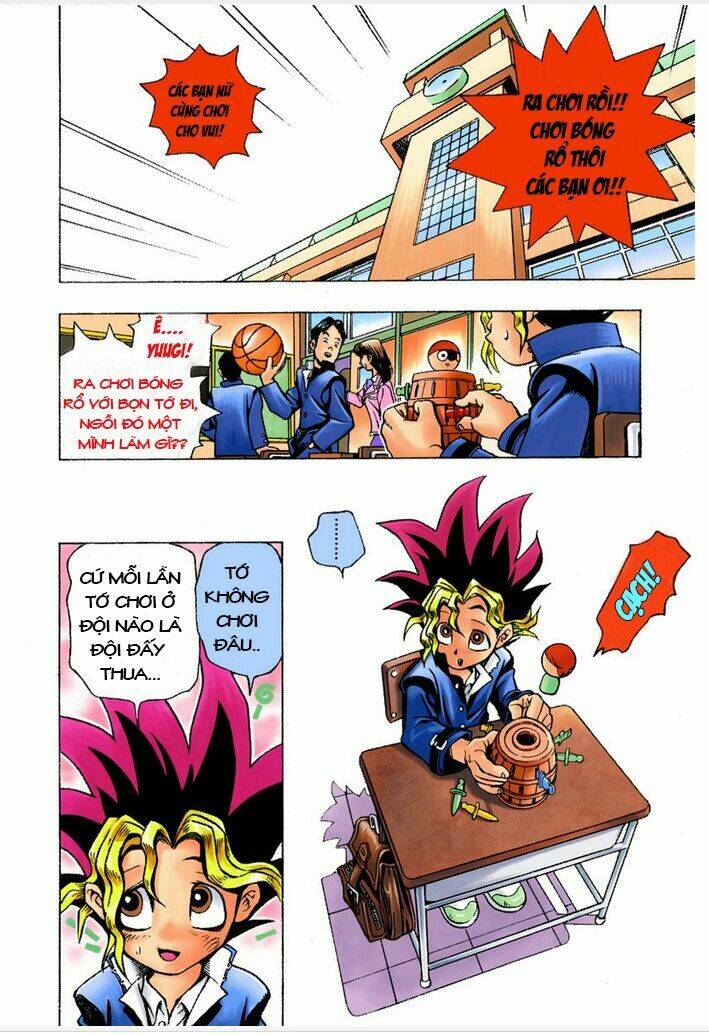 RA CHƠI RỒI!!
CHƠI BÓNG
RỔ THÔI
CÁC BẠN ƠI!!
CÁC BẠN NỮ
CÙNG CHƠI
CHO VUI!
Ê....
YUUGI!
RA CHƠI BÓNG
RỔ VỚI BỌN TỚ ĐI,
NGỒI ĐÓ MỘT
MÌNH LÀM GÌ??
CẠCH!
.........
TỚ
KHÔNG
CHƠI
ĐÂU..
CỨ MỖI LẦN
TỚ CHƠI Ở
ĐỘI NÀO LÀ
ĐỘI ĐẤY
THUA...